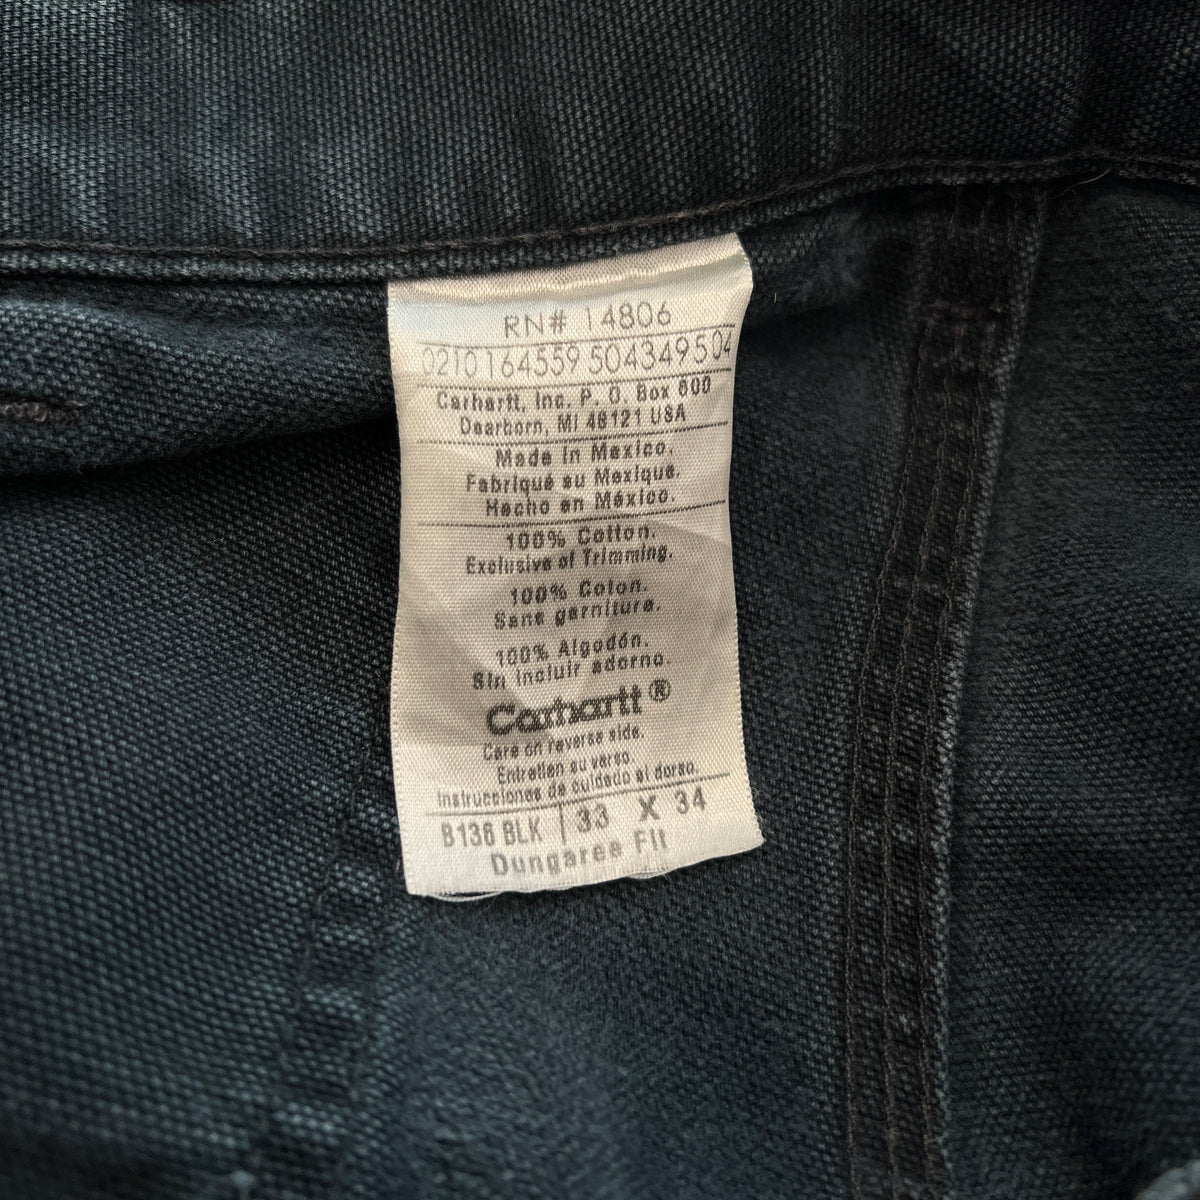 RN# 14806
0210164559 504349504
Carhartt, Inc. P. O. Box 600
Dearborn, MI 48121 USA
Made in Mexico.
Fabriqué au Mexique.
Hecho en México.
100% Cotton.
Exclusive of Trimming.
100% Coton.
Sans garniture.
100% Algodón.
Sin incluir adorno.
Carhartt®
Care on reverse side.
Entretien au verso.
Instrucciones de cuidado al dorso.
B136 BLK | 33 X 34
Dungaree Fit